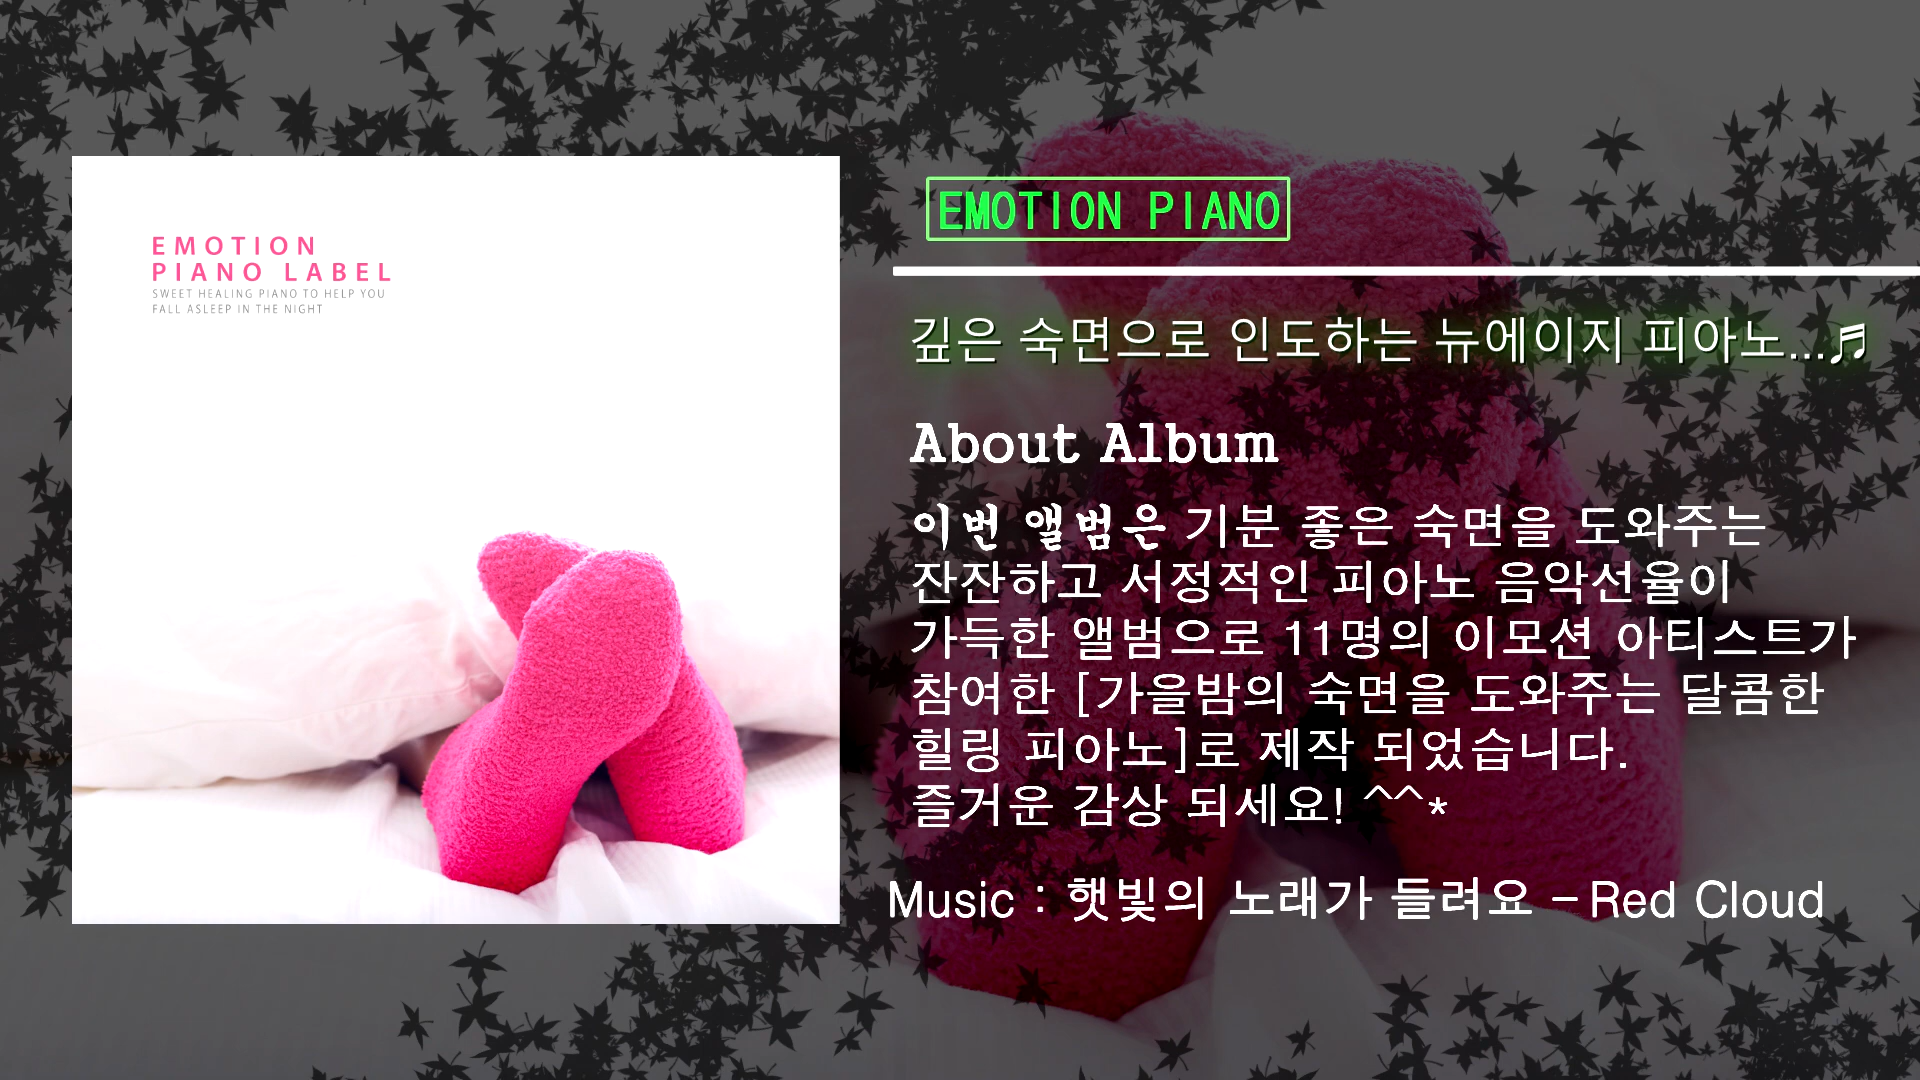 EMOTION
PIANO LABEL
SWEET HEALING PIANO TO HELP YOU
FALL ASLEEP IN THE NIGHT
EMOTION PIANO
깊은 숙면으로 인도하는 뉴에이지 피아노...♬
About Album
이번 앨범은 기분 좋은 숙면을 도와주는
잔잔하고 서정적인 피아노 음악선율이
가득한 앨범으로 11명의 이모션 아티스트가
참여한 [가을밤의 숙면을 도와주는 달콤한
힐링 피아노]로 제작 되었습니다.
즐거운 감상 되세요! ^^*
Music : 햇빛의 노래가 들려요 - Red Cloud